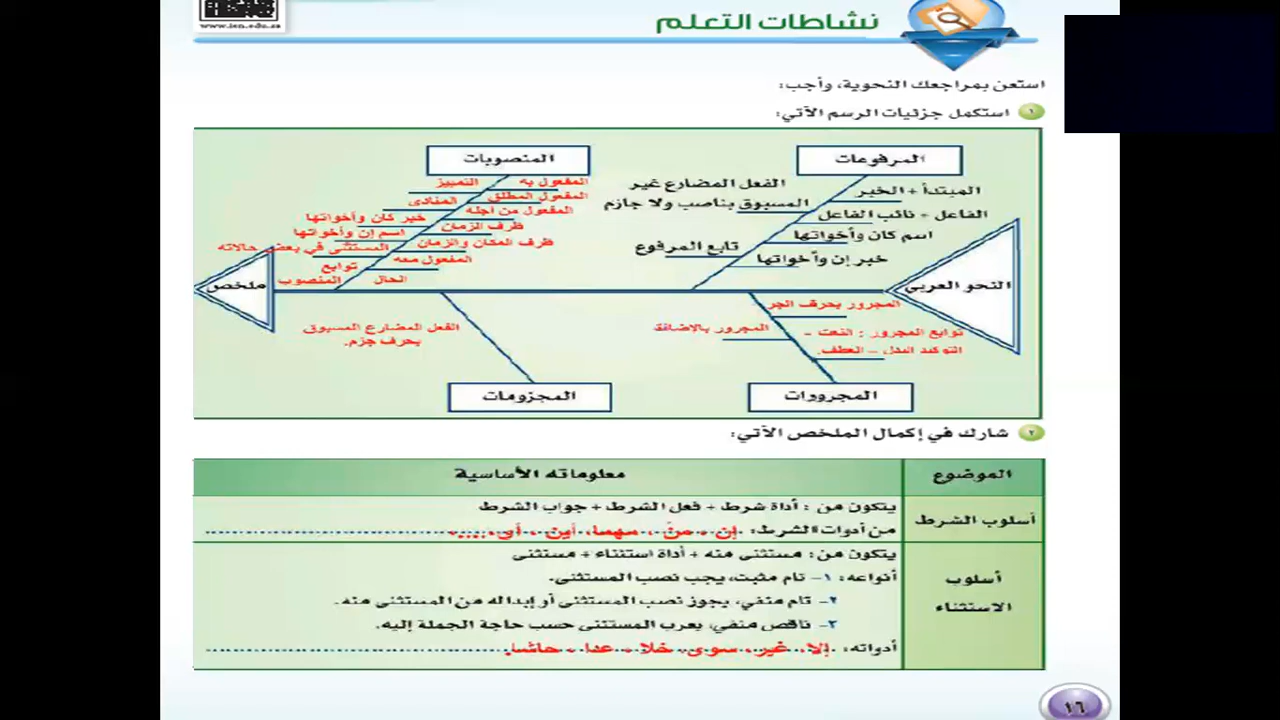 www.ien.edu.sa
نشاطات التعلم
استعن بمراجعك النحوية، وأجب:
١ استكمل جزئيات الرسم الآتي:
المرفوعات
المبتدأ + الخبر
الفاعل + نائب الفاعل
اسم كان وأخواتها
خبر إن وأخواتها
الفعل المضارع غير
المسبوق بناصب ولا جازم
تابع المرفوع
المنصوبات
المفعول به
المفعول المطلق
المفعول من أجله
ظرف الزمان
ظرف المكان والزمان
المفعول معه
الحال
التمييز
المنادى
خبر كان وأخواتها
اسم إن وأخواتها
المستثنى في بعض حالاته
توابع
المنصوب
النحو العربي
ملخص
المجرور بحرف الجر
توابع المجرور : النعت -
التوكيد البدل – العطف.
المجرور بالاضافة
المجرورات
الفعل المضارع المسبوق
بحرف جزم.
المجزومات
٢ شارك في إكمال الملخص الآتي:
الموضوع
معلوماته الأساسية
أسلوب الشرط
يتكون من : أداة شرط + فعل الشرط + جواب الشرط
من أدوات الشرط: إن ، منْ ، مهما، أين ، أى ......
أسلوب
الاستثناء
يتكون من: مستثنى منه + أداة استثناء + مستثنى
أنواعه: ١- تام مثبت، يجب نصب المستثنى.
٢- تام منفي، يجوز نصب المستثنى أو إبداله من المستثنى منه.
٣- ناقص منفي، يعرب المستثنى حسب حاجة الجملة إليه.
أدواته: إلا، غير، سوى، خلا ، عدا ، حاشا.
١٦